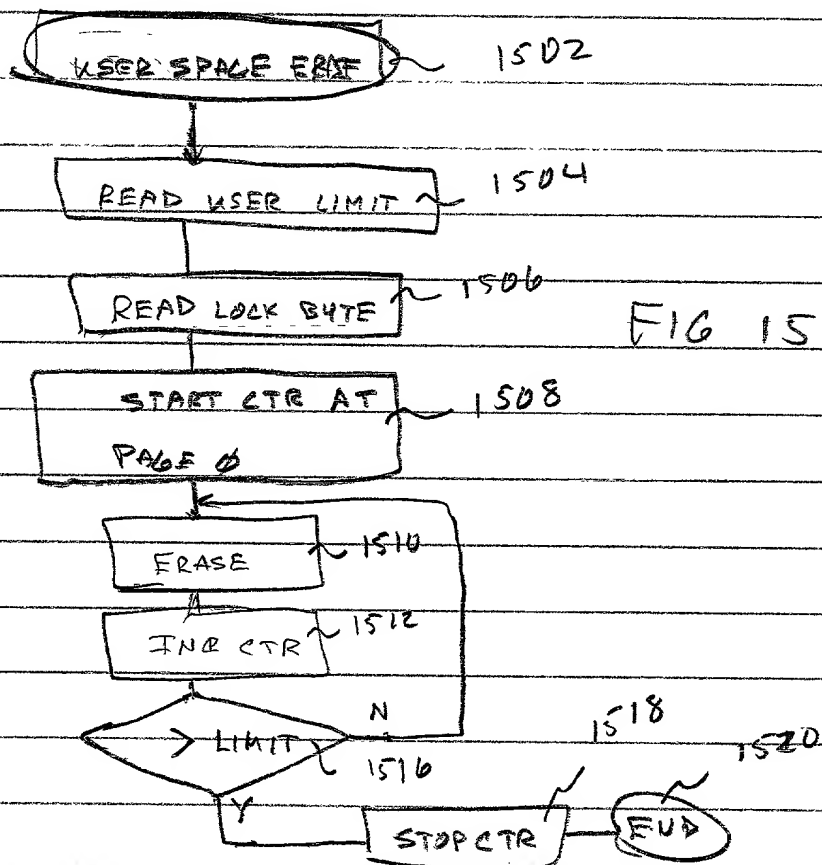 USER SPACE ERASE 1502
READ USER LIMIT 1504
READ LOCK BYTE 1506
FIG 15
START CTR AT 1508
PAGE Ø
ERASE 1510
INC CTR 1512
N
> LIMIT 1516
1518
1520
Y
STOP CTR
END